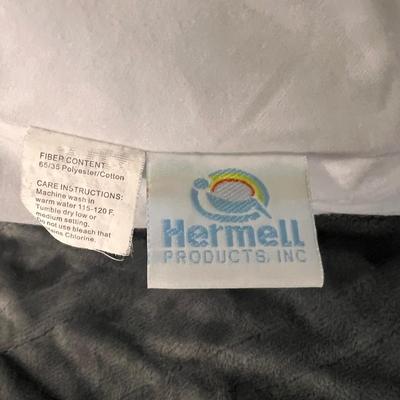 FIBER CONTENT:
65/35 Polyester/Cotton
CARE INSTRUCTIONS:
Machine wash in
warm water 115-120 F.
Tumble dry low or
medium setting.
Do not use bleach that
Chlorine.
Hermell
PRODUCTS, INC